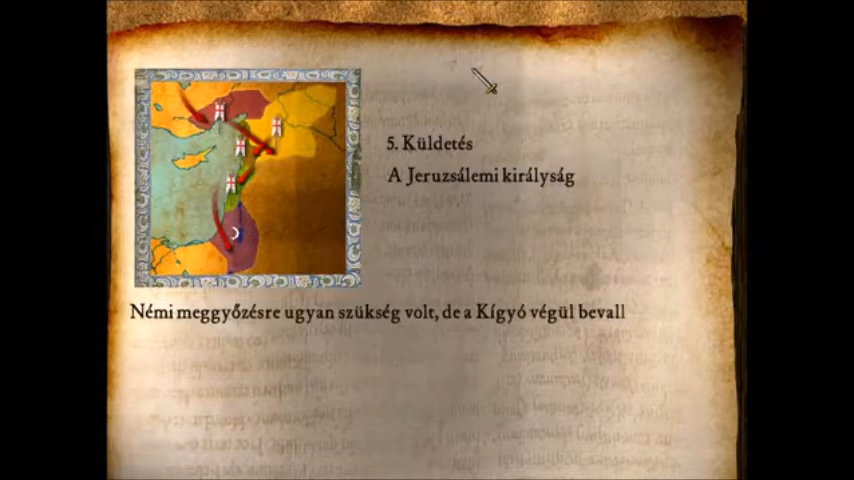 5. Küldetés
A Jeruzsálemi királyság
Némi meggyőzésre ugyan szükség volt, de a Kígyó végül bevall